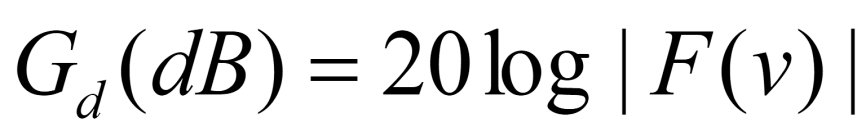 G_d(dB) = 20 log | F(v) |